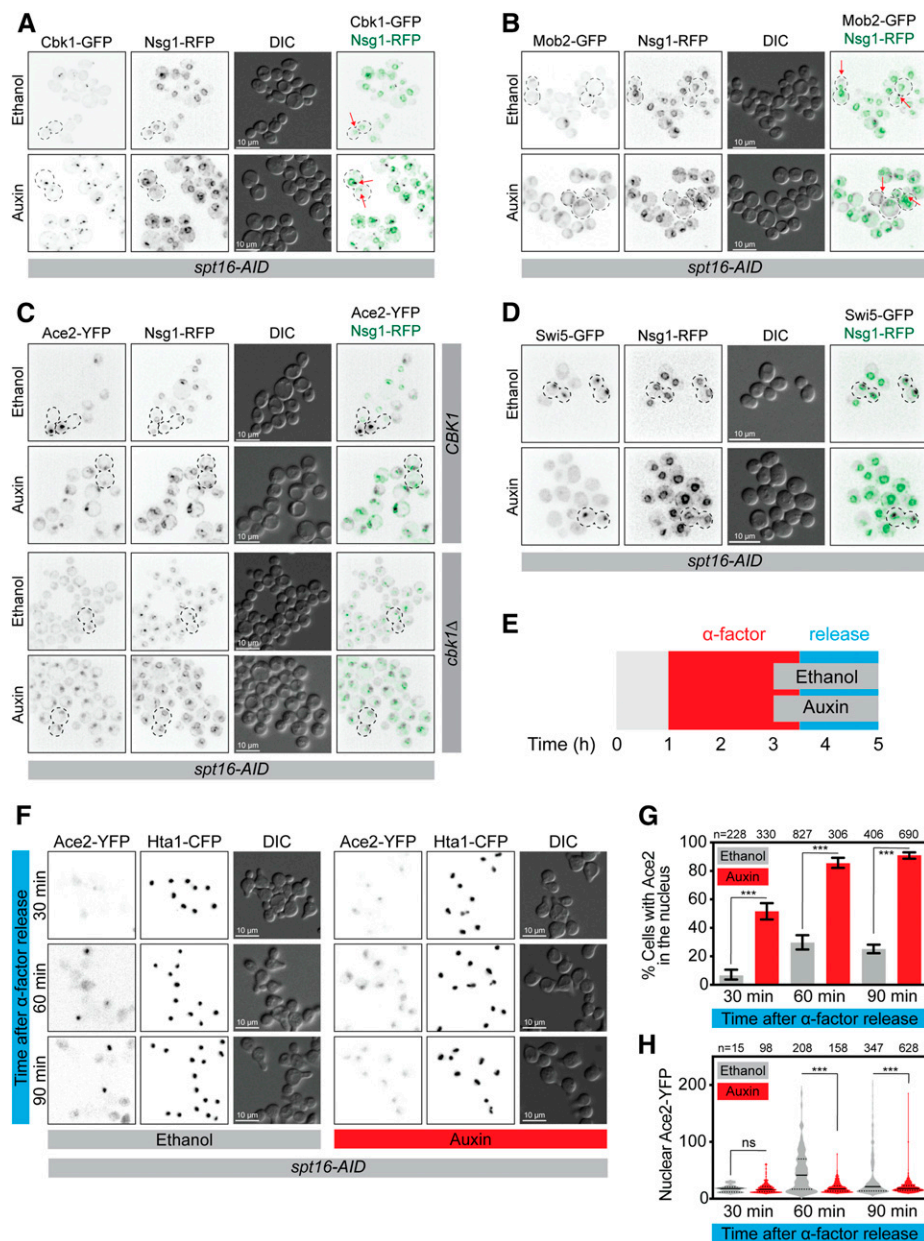 A
Cbk1-GFP
Nsg1-RFP
DIC
Cbk1-GFP
Nsg1-RFP
Ethanol
10 μm
Auxin
10 μm
spt16-AID
B
Mob2-GFP
Nsg1-RFP
DIC
Mob2-GFP
Nsg1-RFP
Ethanol
10 μm
Auxin
10 μm
spt16-AID
C
Ace2-YFP
Nsg1-RFP
DIC
Ace2-YFP
Nsg1-RFP
Ethanol
10 μm
Auxin
10 μm
CBK1
Ethanol
10 μm
Auxin
10 μm
cbk1Δ
spt16-AID
D
Swi5-GFP
Nsg1-RFP
DIC
Swi5-GFP
Nsg1-RFP
Ethanol
10 μm
Auxin
10 μm
spt16-AID
E
α-factor release
Ethanol
Auxin
Time (h) 0 1 2 3 4 5
F
Ace2-YFP Hta1-CFP DIC Ace2-YFP Hta1-CFP DIC
Time after α-factor release
30 min
10 μm 10 μm
60 min
10 μm 10 μm
90 min
10 μm 10 μm
Ethanol Auxin
spt16-AID
G
n=228 330 827 306 406 690
% Cells with Ace2
in the nucleus
100
80
60
40
20
0
Ethanol
Auxin
*** *** ***
30 min 60 min 90 min
Time after α-factor release
H
n=15 98 208 158 347 628
Nuclear Ace2-YFP
200
100
0
Ethanol
Auxin
ns *** ***
30 min 60 min 90 min
Time after α-factor release